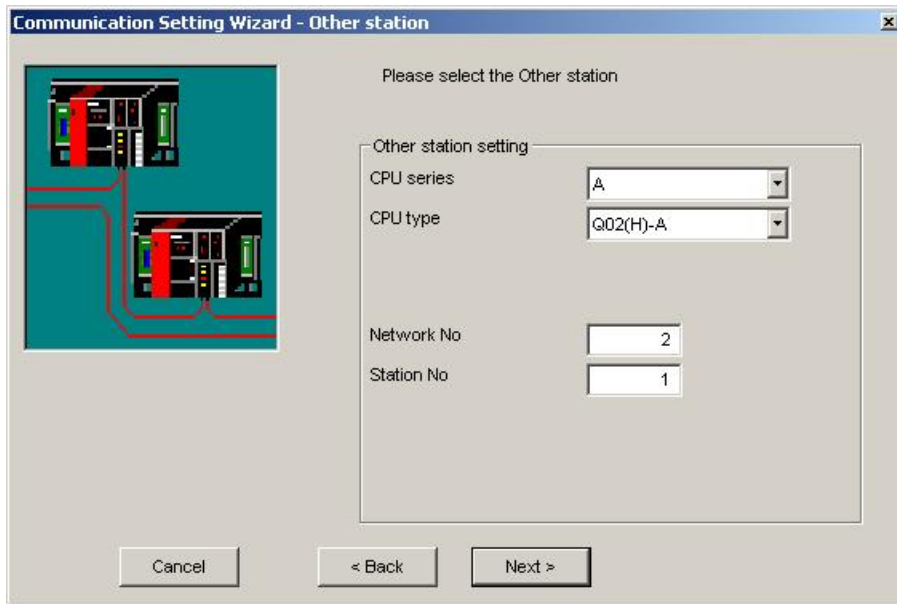 Communication Setting Wizard - Other station
Please select the Other station
Other station setting
CPU series A
CPU type Q02(H)-A
Network No 2
Station No 1
Cancel < Back Next >